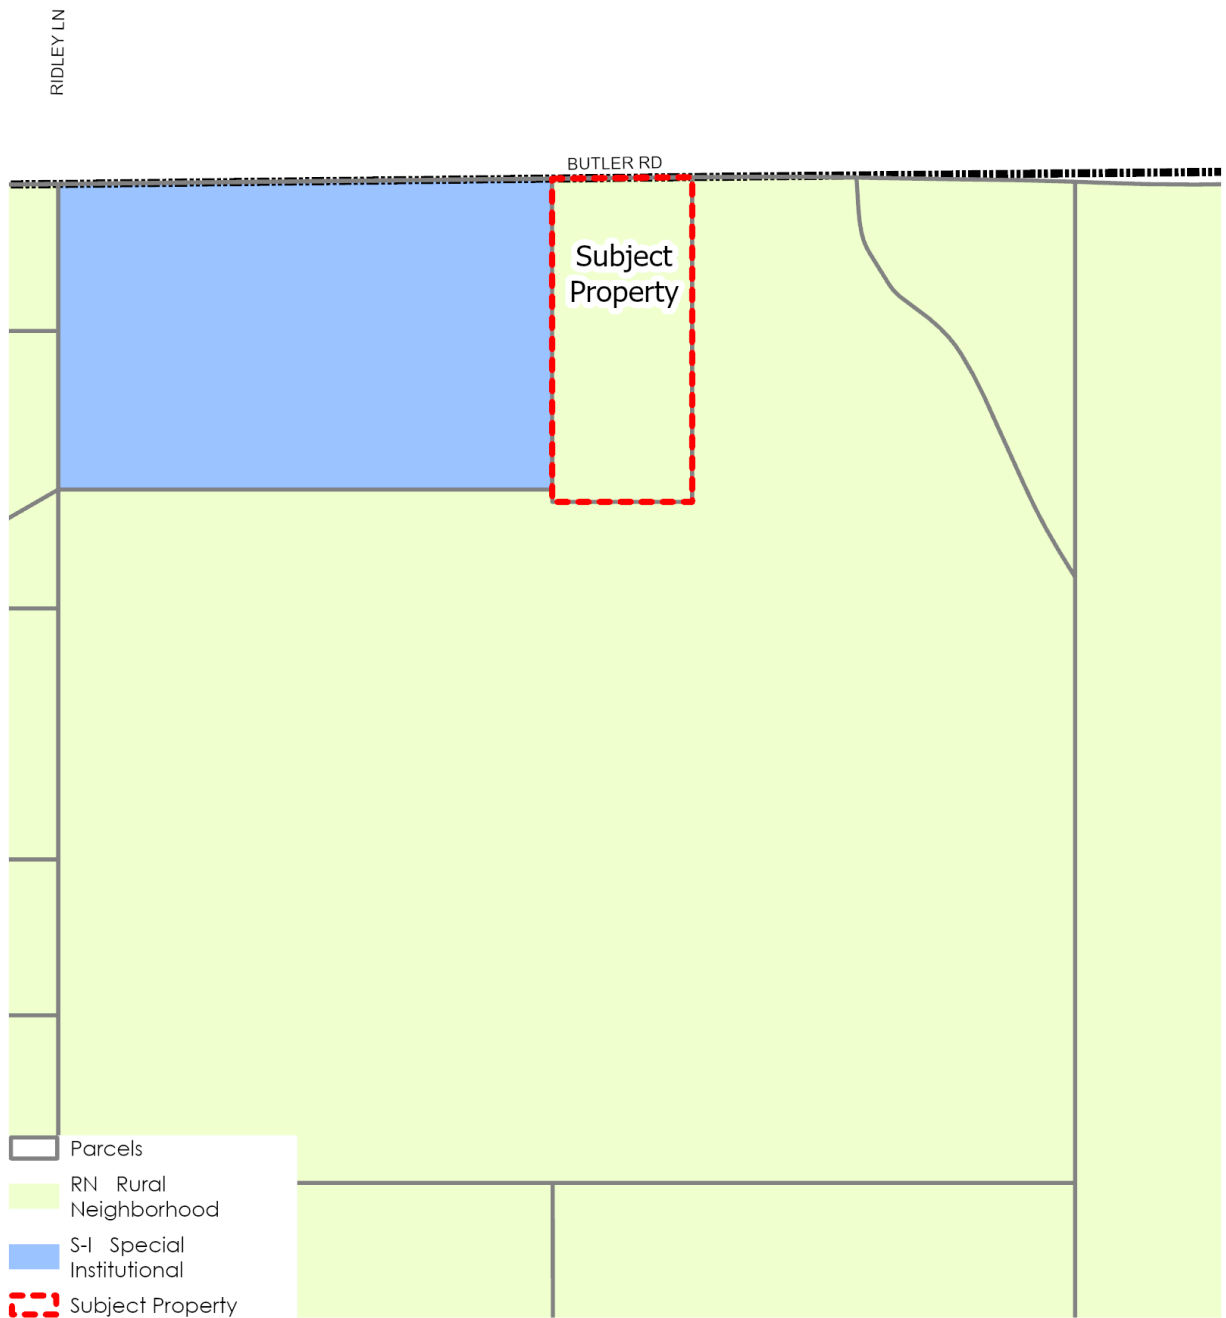 RIDLEY LN
BUTLER RD
Subject
Property
Parcels
RN Rural
Neighborhood
S-I Special
Institutional
Subject Property